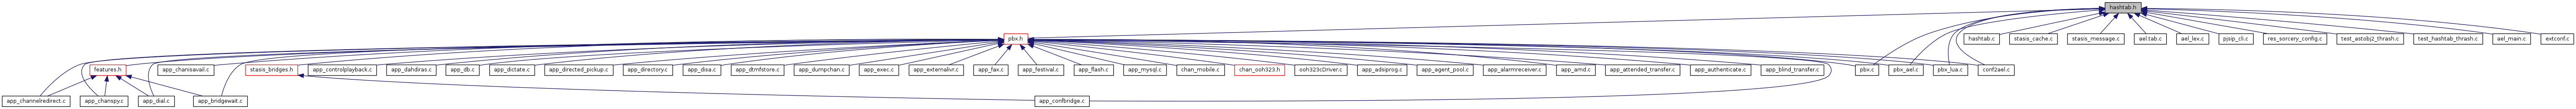 hashtab.h
pbx.h
hashtab.c
stasis_cache.c
stasis_message.c
ael.tab.c
ael_lex.c
pjsip_cli.c
res_sorcery_config.c
test_astobj2_thrash.c
test_hashtab_thrash.c
ael_main.c
extconf.c
features.h
app_chanisavail.c
stasis_bridges.h
app_controlplayback.c
app_dahdiras.c
app_db.c
app_dictate.c
app_directed_pickup.c
app_directory.c
app_disa.c
app_dtmfstore.c
app_dumpchan.c
app_exec.c
app_externalivr.c
app_fax.c
app_festival.c
app_flash.c
app_mysql.c
chan_mobile.c
chan_ooh323.h
ooh323cDriver.c
app_adsiprog.c
app_agent_pool.c
app_alarmreceiver.c
app_amd.c
app_attended_transfer.c
app_authenticate.c
app_blind_transfer.c
pbx.c
pbx_ael.c
pbx_lua.c
conf2ael.c
app_channelredirect.c
app_chanspy.c
app_dial.c
app_bridgewait.c
app_confbridge.c